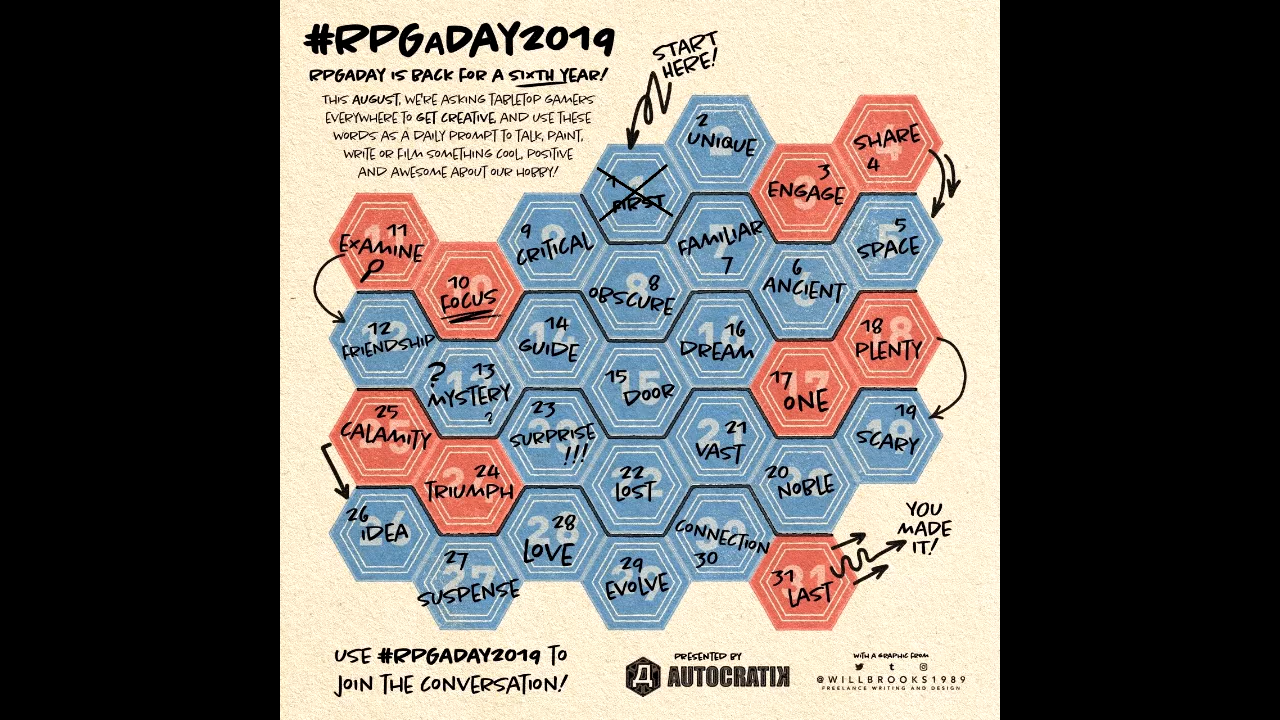 #RPGaDAY2019
RPGADAY IS BACK FOR A SIXTH YEAR!
THIS AUGUST, WE'RE ASKING TABLETOP GAMERS
EVERYWHERE TO GET CREATIVE, AND USE THESE
WORDS AS A DAILY PROMPT TO TALK, PAINT,
WRITE OR FILM SOMETHING COOL, POSITIVE
AND AWESOME ABOUT OUR HOBBY!
START
HERE!
1
FIRST
2
UNIQUE
3
ENGAGE
SHARE
4
5
SPACE
6
ANCIENT
FAMILIAR
7
8
OBSCURE
9
CRITICAL
10
FOCUS
11
EXAMINE
12
FRIENDSHIP
? 13
MYSTERY
?
14
GUIDE
15
DOOR
16
DREAM
17
ONE
18
PLENTY
19
SCARY
20
NOBLE
21
VAST
22
LOST
23
SURPRISE
!!!
24
TRIUMPH
25
CALAMITY
26
IDEA
27
SUSPENSE
28
LOVE
29
EVOLVE
CONNECTION
30
31
LAST
YOU
MADE
IT!
USE #RPGADAY2019 TO
JOIN THE CONVERSATION!
PRESENTED BY
AUTOCRATIK
WITH A GRAPHIC FROM
@WILLBROOKS1989
FREELANCE WRITING AND DESIGN